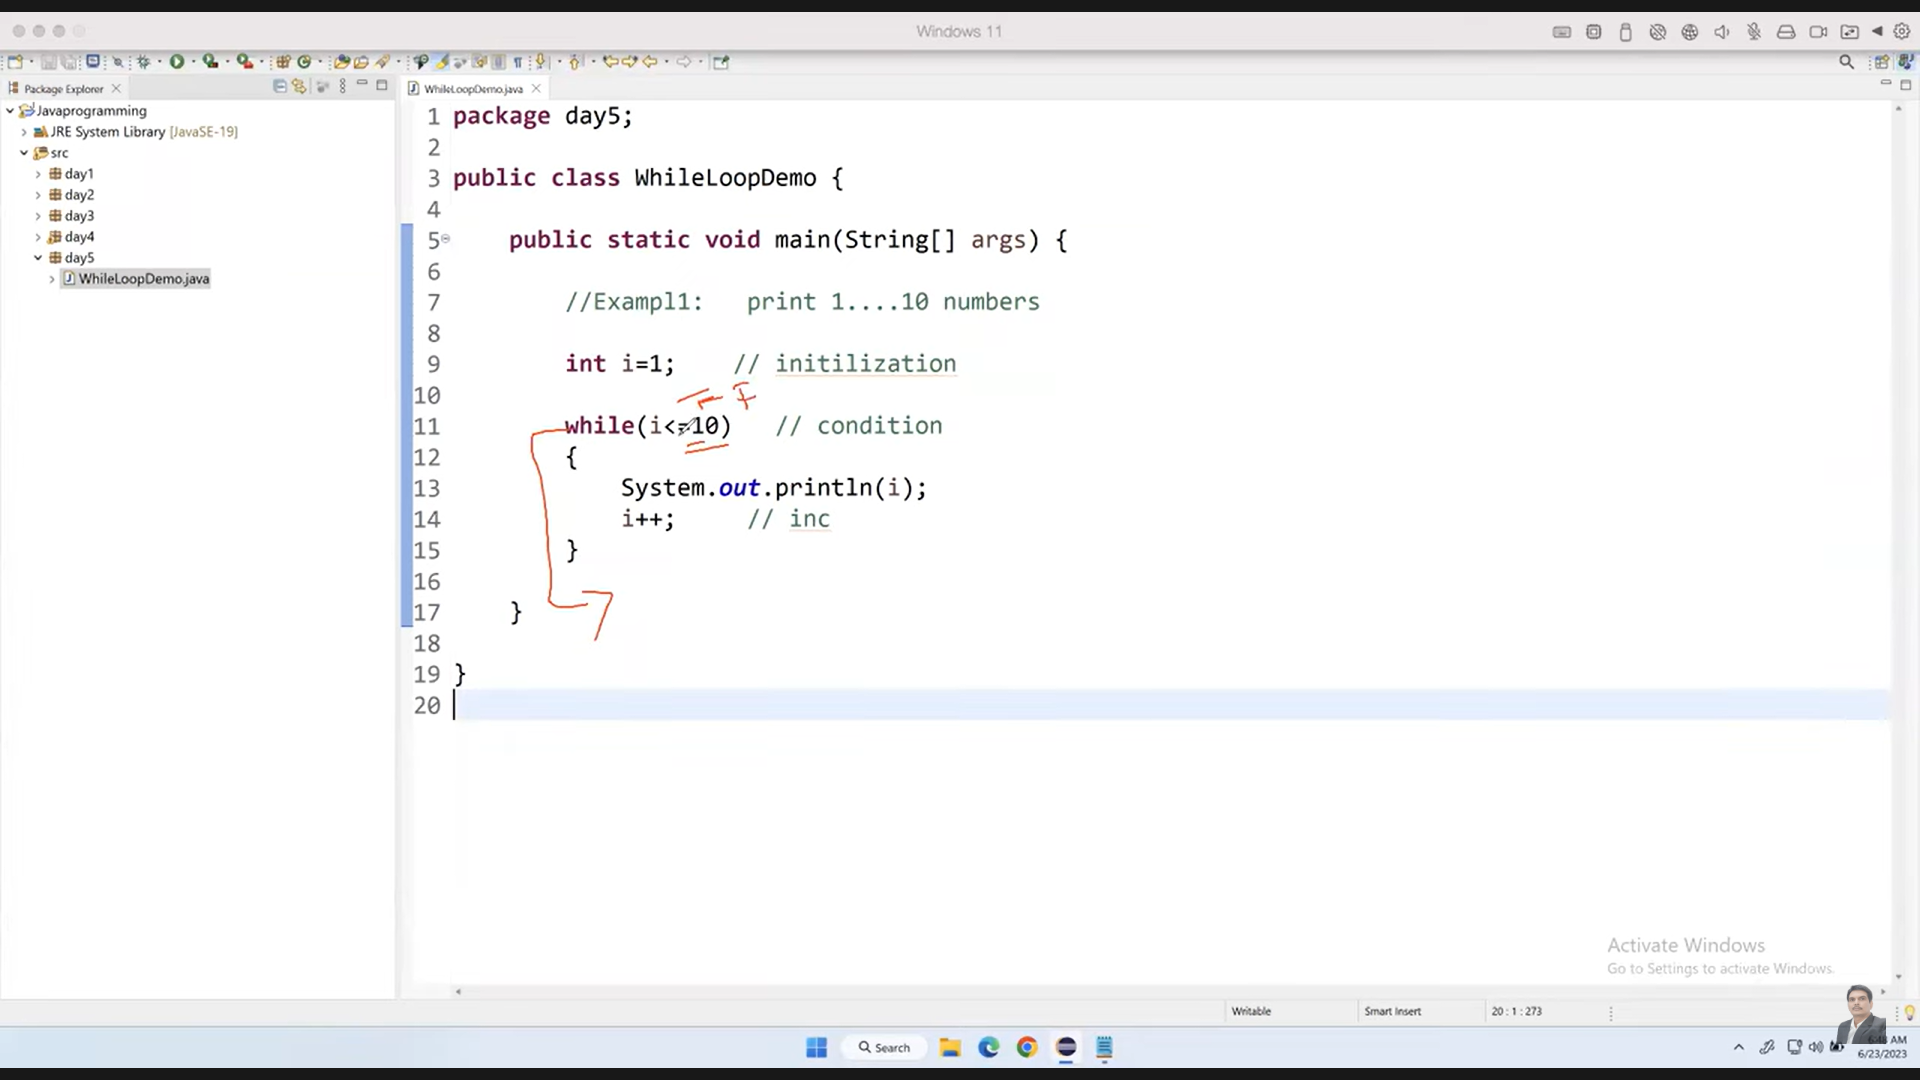 Windows 11
Package Explorer
WhileLoopDemo.java
Javaprogramming
JRE System Library [JavaSE-19]
src
day1
day2
day3
day4
day5
WhileLoopDemo.java
1 package day5;
2
3 public class WhileLoopDemo {
4
5 public static void main(String[] args) {
6
7 //Exampl1: print 1....10 numbers
8
9 int i=1; // initilization
10
F
11 while(i<=10) // condition
12 {
13 System.out.println(i);
14 i++; // inc
15 }
16
17 }
18
19 }
20
Activate Windows
Go to Settings to activate Windows.
Writable
Smart Insert
20 : 1 : 273
Search
AM
6/23/2023